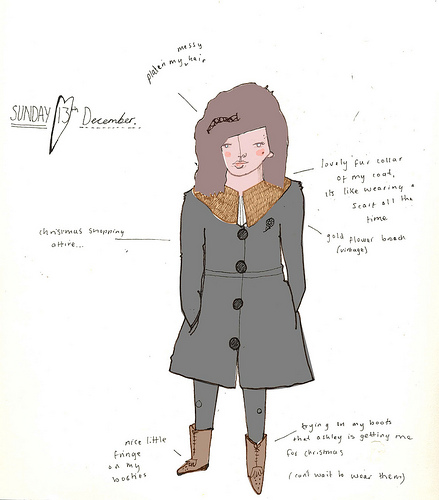 messy
platen my hair
SUNDAY 13th December.
lovely fur collar
of my coat,
its like wearing a
scarf all the
time
gold flower broach
(vintage)
christmas shopping
attire...
nice little
fringe
on my
booties
trying on my boots
that ashley is getting me
for christmas
(can't wait to wear them)